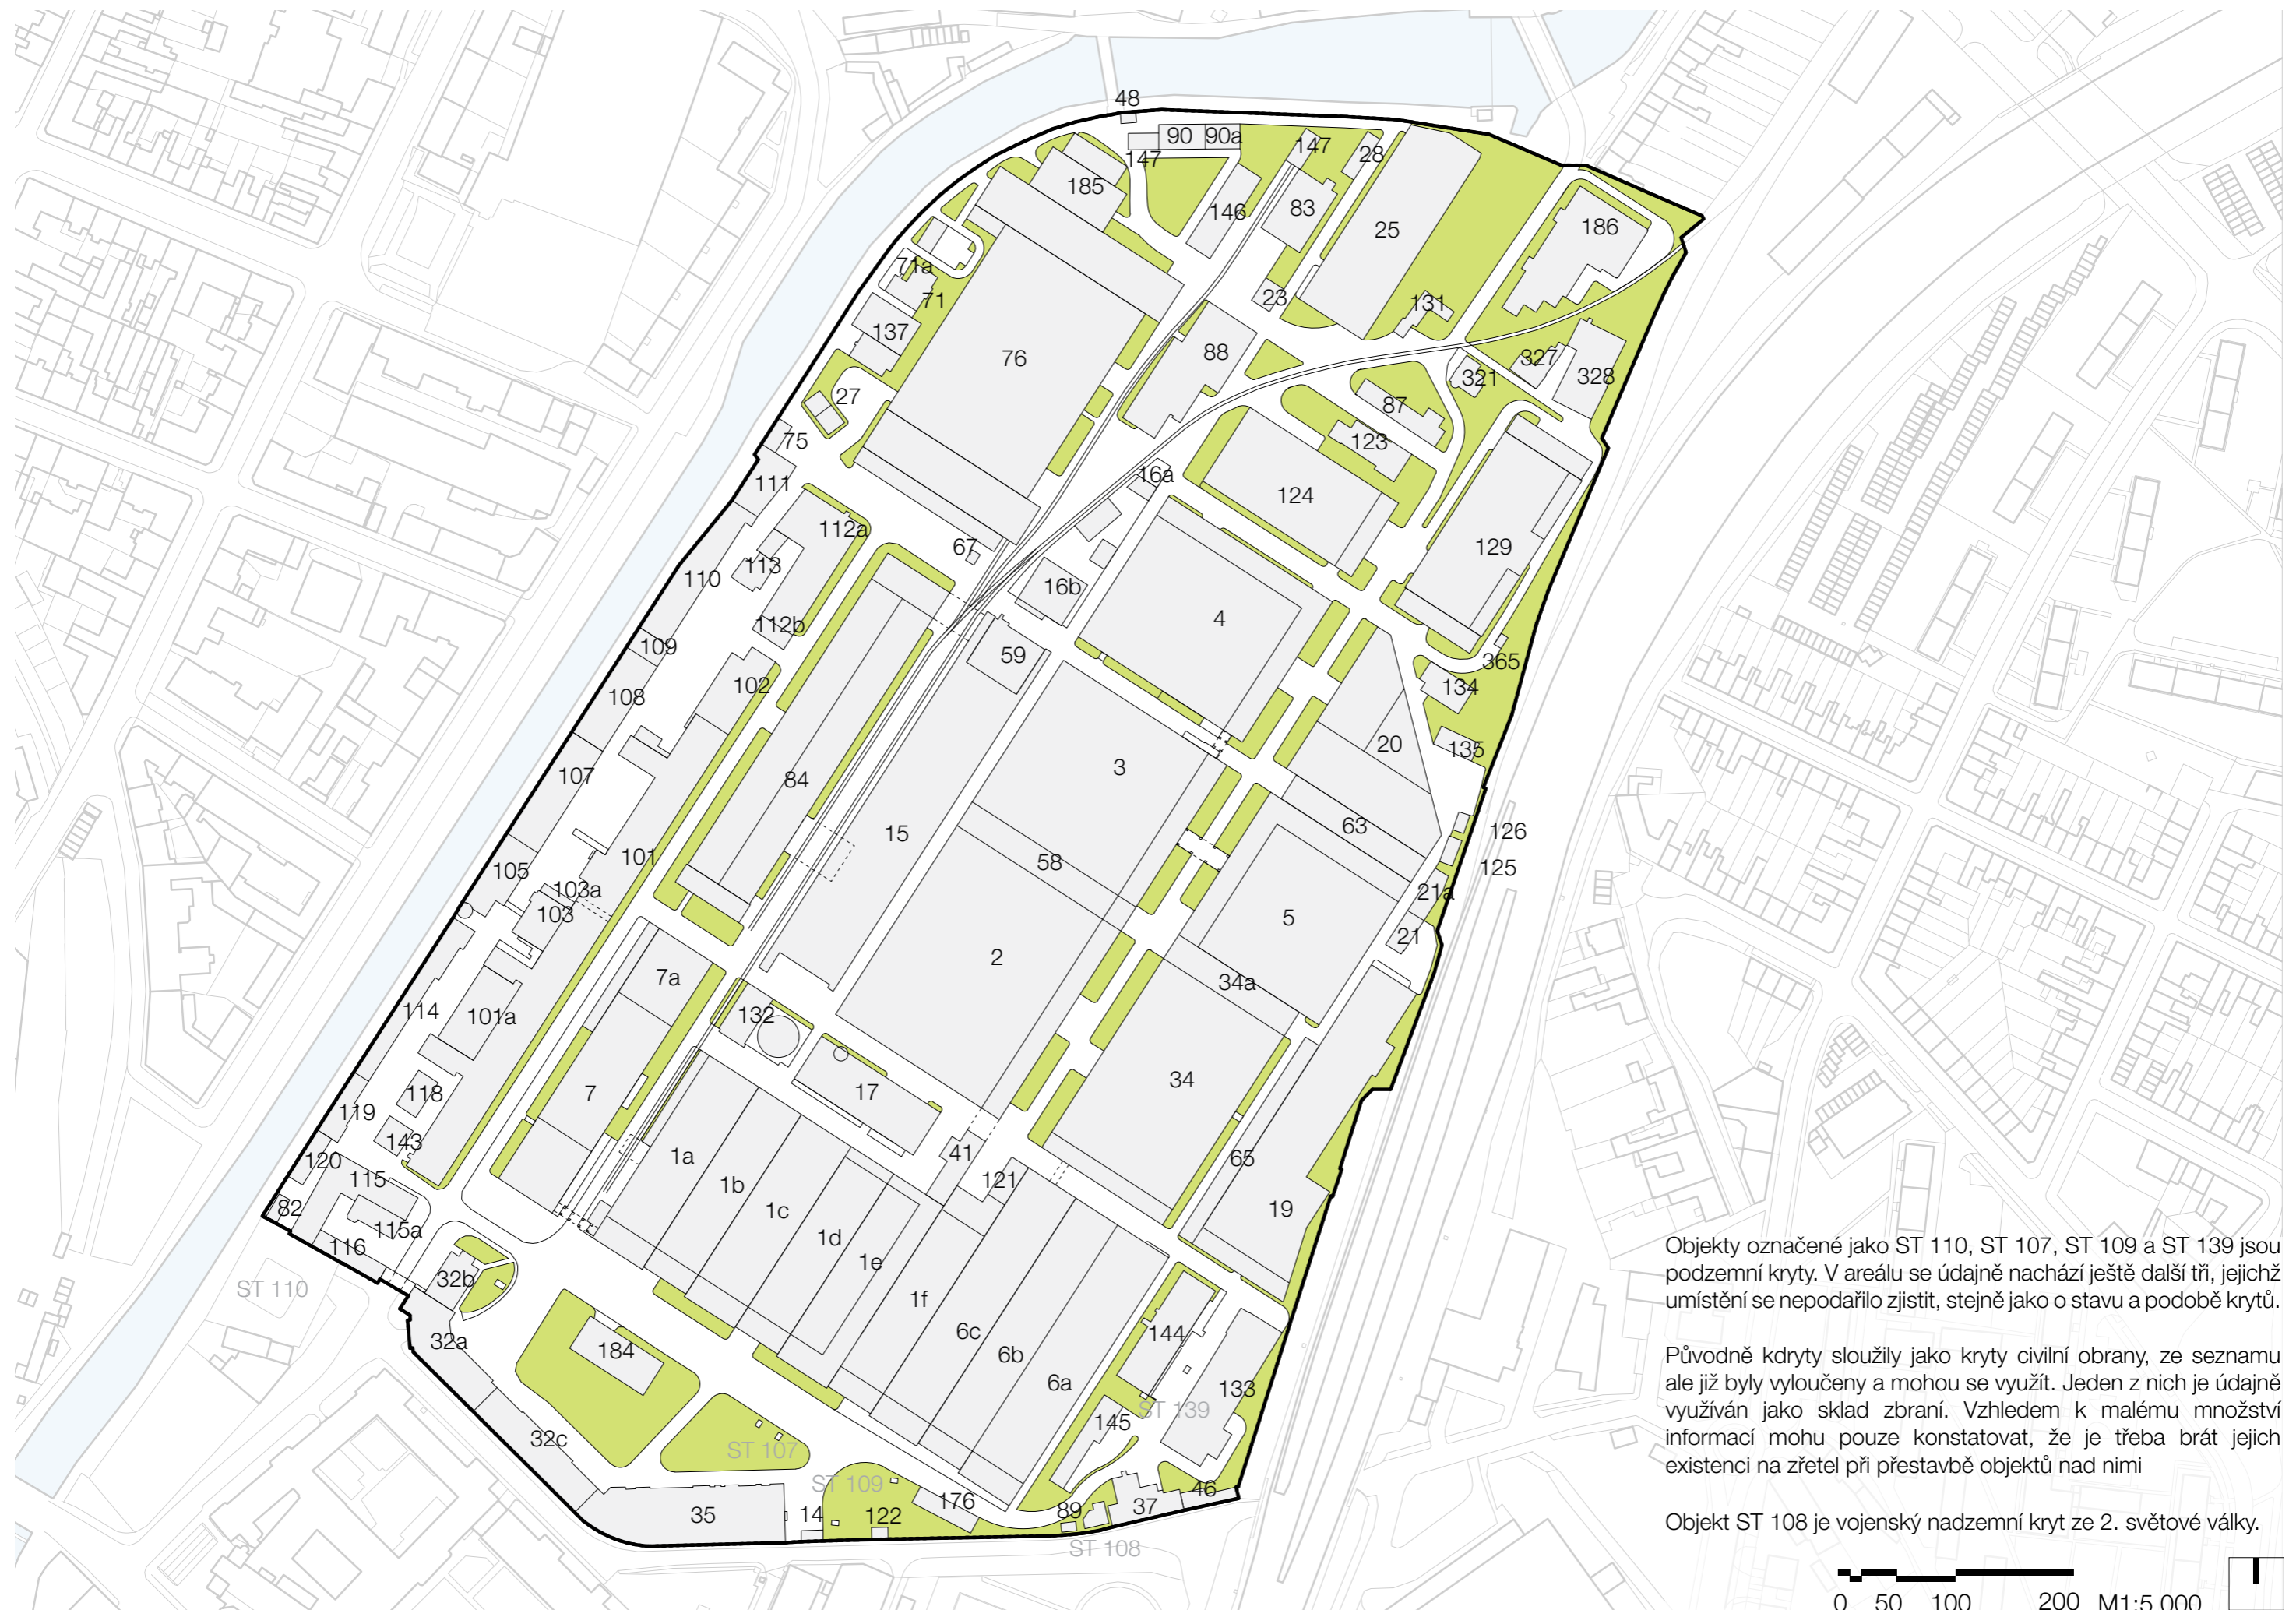 48
90 90a
147
147
28
185
146
83
25
186
71a
71
23
131
137
88
76
327
321
328
27
87
75
123
111
16a
124
112a
129
67
113
110
16b
4
112b
109
59
365
102
134
108
20
135
3
107
84
15
63
126
58
125
101
105
103a
21a
103
5
21
2
7a
34a
114
132
101a
34
17
7
118
119
143
41
65
1a
120
115
121
1b
82
1c
19
115a
1d
116
1e
32b
ST 110
1f
6c
144
32a
184
6b
6a
133
145
ST 139
32c
ST 107
ST 109
46
176
37
35
14
122
89
ST 108
Objekty označené jako ST 110, ST 107, ST 109 a ST 139 jsou
podzemní kryty. V areálu se údajně nachází ještě další tři, jejichž
umístění se nepodařilo zjistit, stejně jako o stavu a podobě krytů.
Původně kdryty sloužily jako kryty civilní obrany, ze seznamu
ale již byly vyloučeny a mohou se využít. Jeden z nich je údajně
využíván jako sklad zbraní. Vzhledem k malému množství
informací mohu pouze konstatovat, že je třeba brát jejich
existenci na zřetel při přestavbě objektů nad nimi
Objekt ST 108 je vojenský nadzemní kryt ze 2. světové války.
0 50 100 200 M1:5 000